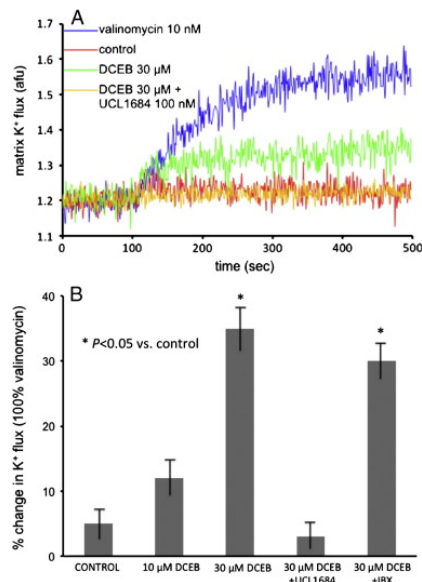 A
valinomycin 10 nM
control
DCEB 30 µM
DCEB 30 µM +
UCL1684 100 nM
matrix K⁺ flux (afu)
1.7
1.6
1.5
1.4
1.3
1.2
1.1
0 100 200 300 400 500
time (sec)
B
* P<0.05 vs. control
* *
% change in K⁺ flux (100% valinomycin)
40
30
20
10
0
CONTROL 10 µM DCEB 30 µM DCEB 30 µM DCEB 30 µM DCEB
+UCL1684 +IBX